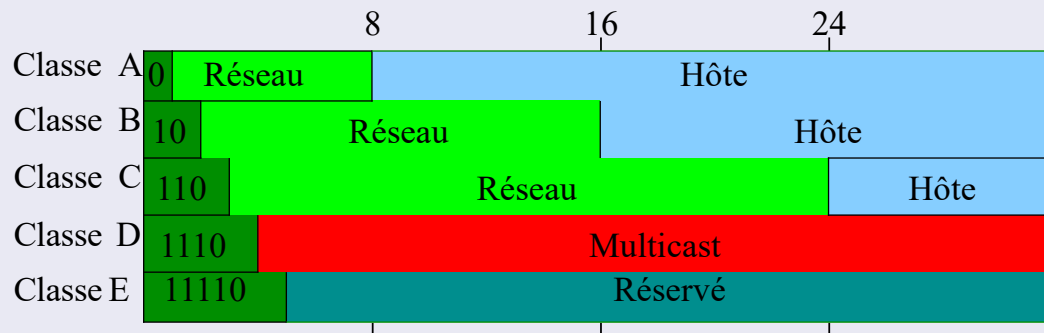 8 16 24
Classe A 0 Réseau Hôte
Classe B 10 Réseau Hôte
Classe C 110 Réseau Hôte
Classe D 1110 Multicast
Classe E 11110 Réservé